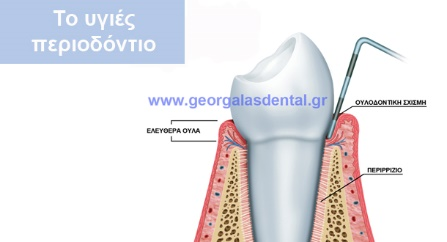 Το υγιές
περιοδόντιο
www.georgalasdental.gr
ΟΥΛΟΔΟΝΤΙΚΗ ΣΧΙΣΜΗ
ΕΛΕΥΘΕΡΑ ΟΥΛΑ
ΠΕΡΙΡΡΙΖΙΟ